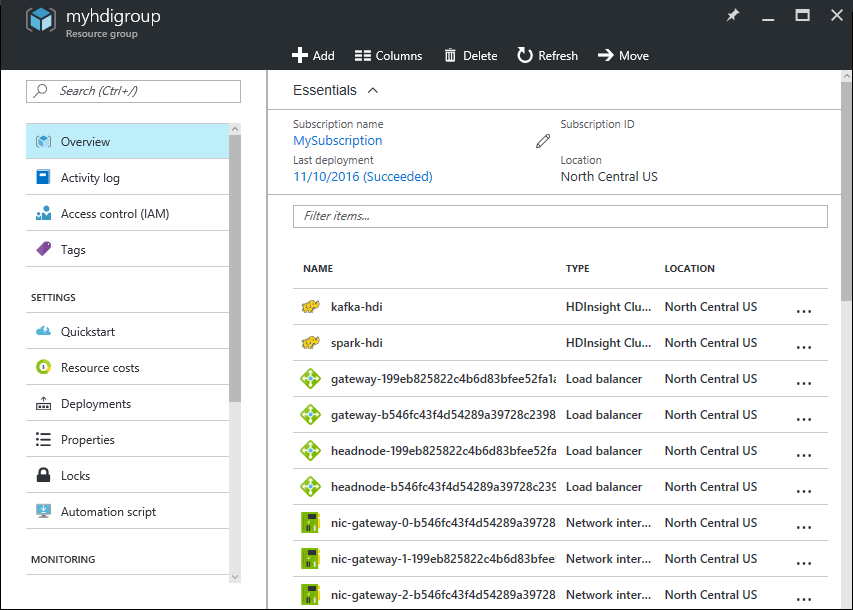 myhdigroup
Resource group
Add Columns Delete Refresh Move
Search (Ctrl+/)
Overview
Activity log
Access control (IAM)
Tags
SETTINGS
Quickstart
Resource costs
Deployments
Properties
Locks
Automation script
MONITORING
Essentials
Subscription name
MySubscription
Last deployment
11/10/2016 (Succeeded)
Subscription ID
Location
North Central US
Filter items...
NAME TYPE LOCATION
kafka-hdi HDInsight Clu... North Central US ...
spark-hdi HDInsight Clu... North Central US ...
gateway-199eb825822c4b6d83bfee52fa1a Load balancer North Central US ...
gateway-b546fc43f4d54289a39728c2398 Load balancer North Central US ...
headnode-199eb825822c4b6d83bfee52fa Load balancer North Central US ...
headnode-b546fc43f4d54289a39728c239 Load balancer North Central US ...
nic-gateway-0-b546fc43f4d54289a39728 Network inter... North Central US ...
nic-gateway-1-199eb825822c4b6d83bfee Network inter... North Central US ...
nic-gateway-2-b546fc43f4d54289a39728 Network inter... North Central US ...